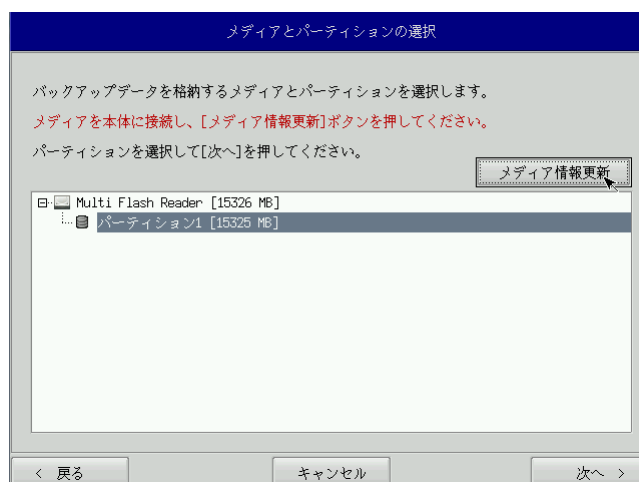 メディアとパーティションの選択
バックアップデータを格納するメディアとパーティションを選択します。
メディアを本体に接続し、[メディア情報更新]ボタンを押してください。
パーティションを選択して[次へ]を押してください。
メディア情報更新
Multi Flash Reader [15326 MB]
パーティション1 [15325 MB]
< 戻る
キャンセル
次へ >